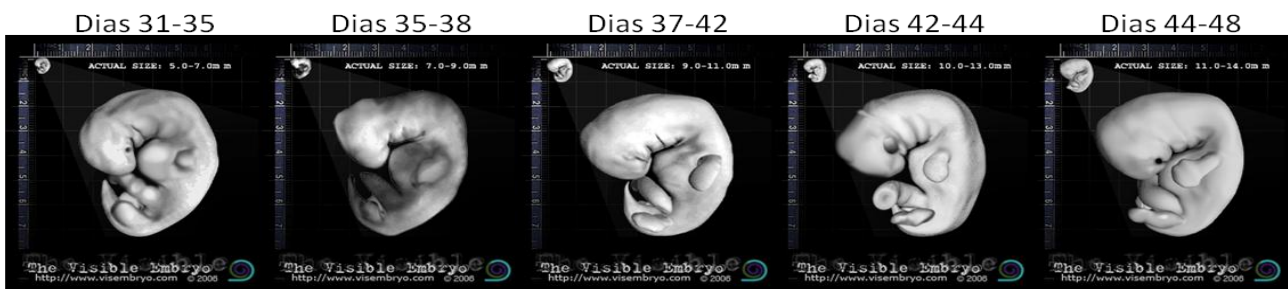 Dias 31-35
ACTUAL SIZE: 5.0-7.0mm
The Visible Embryo
http://www.visembryo.com © 2006
Dias 35-38
ACTUAL SIZE: 7.0-9.0mm
The Visible Embryo
http://www.visembryo.com © 2006
Dias 37-42
ACTUAL SIZE: 9.0-11.0mm
The Visible Embryo
http://www.visembryo.com © 2006
Dias 42-44
ACTUAL SIZE: 10.0-13.0mm
The Visible Embryo
http://www.visembryo.com © 2006
Dias 44-48
ACTUAL SIZE: 11.0-14.0mm
The Visible Embryo
http://www.visembryo.com © 2006